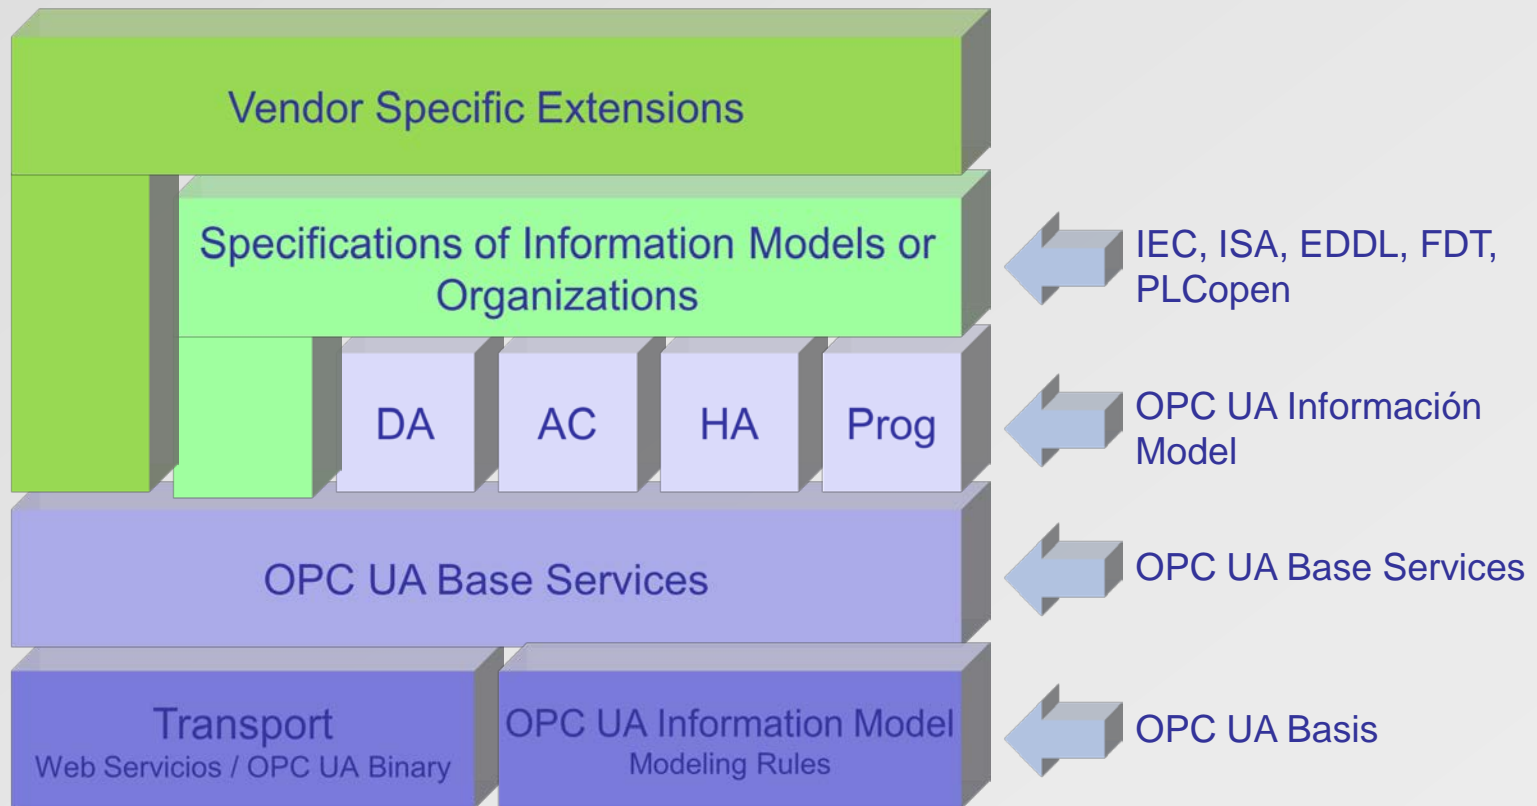 Vendor Specific Extensions
Specifications of Information Models or
Organizations
IEC, ISA, EDDL, FDT,
PLCopen
DA
AC
HA
Prog
OPC UA Información
Model
OPC UA Base Services
OPC UA Base Services
Transport
Web Servicios / OPC UA Binary
OPC UA Information Model
Modeling Rules
OPC UA Basis